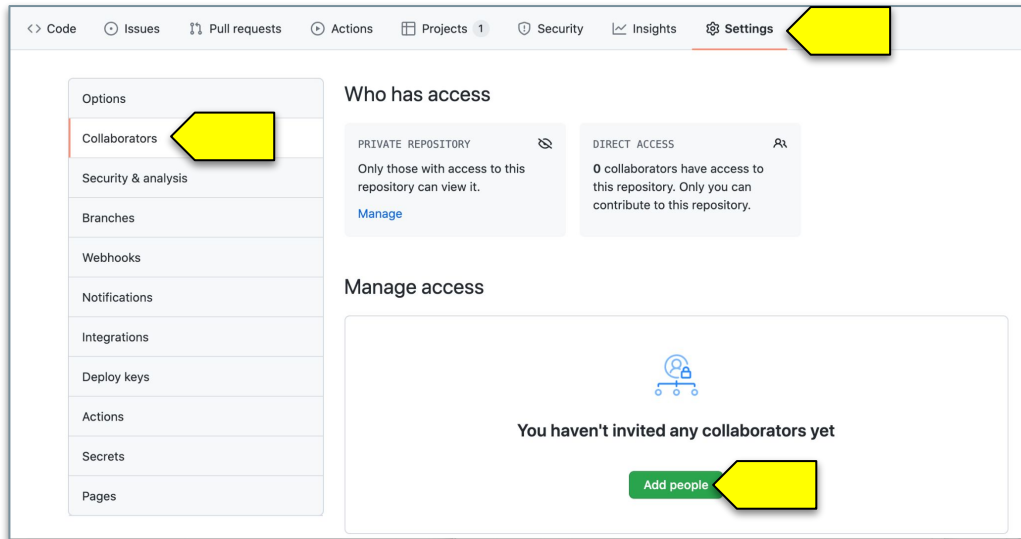 <> Code Issues Pull requests Actions Projects 1 Security Insights Settings
Options
Collaborators
Security & analysis
Branches
Webhooks
Notifications
Integrations
Deploy keys
Actions
Secrets
Pages
Who has access
PRIVATE REPOSITORY
Only those with access to this
repository can view it.
Manage
DIRECT ACCESS
0 collaborators have access to
this repository. Only you can
contribute to this repository.
Manage access
You haven't invited any collaborators yet
Add people